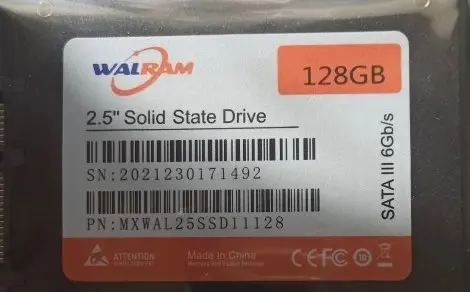 WALRAM
128GB
2.5" Solid State Drive
SATA III 6Gb/s
SN:2021230171492
PN:MXWAL25SSD11128
ATTENTION
Made In China
CE FC 10